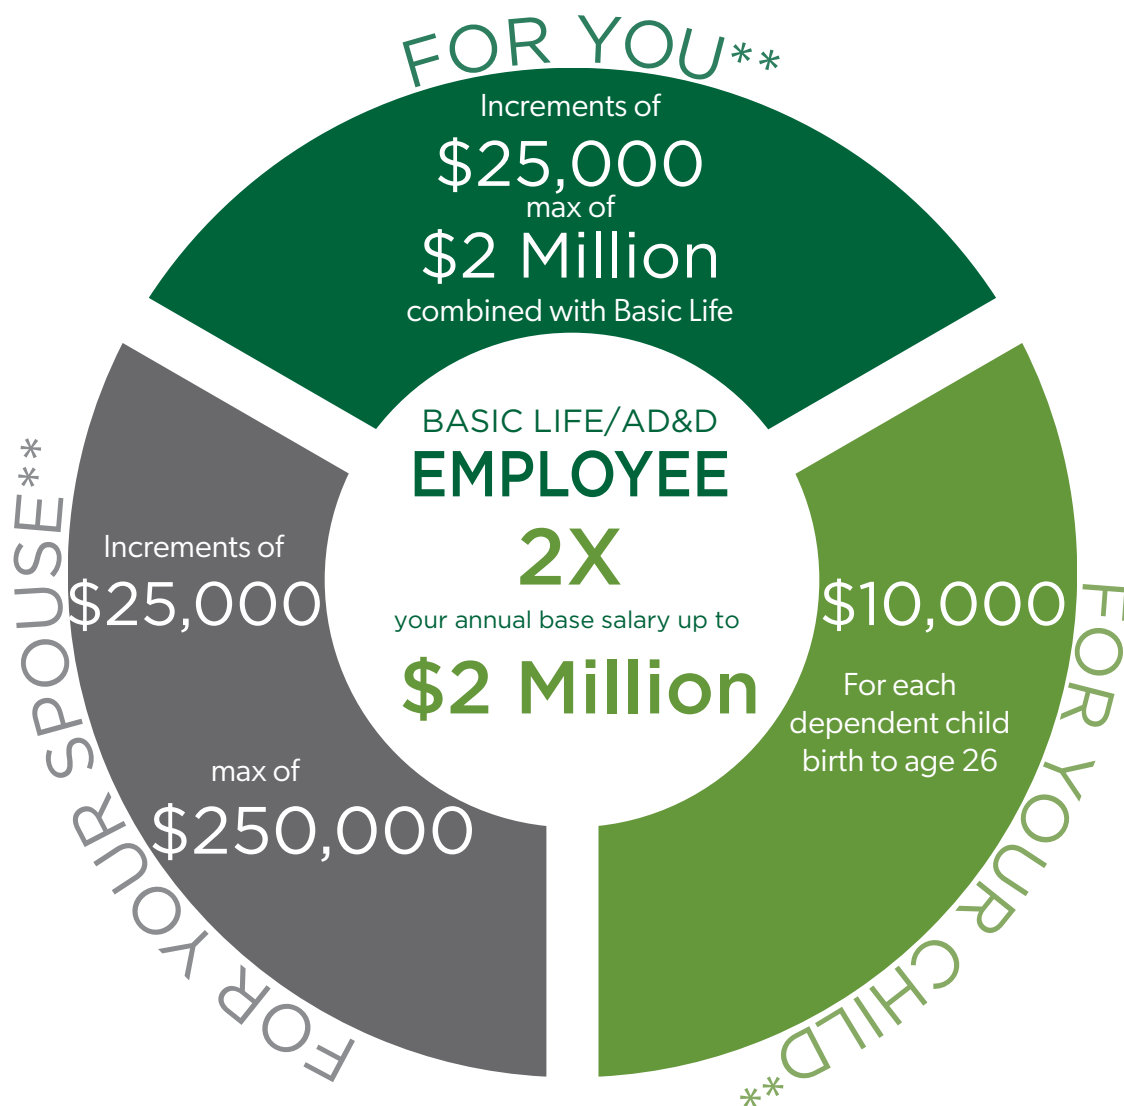 FOR YOU**
Increments of
$25,000
max of
$2 Million
combined with Basic Life
BASIC LIFE/AD&D
EMPLOYEE
2X
your annual base salary up to
$2 Million
FOR YOUR SPOUSE**
Increments of
$25,000
max of
$250,000
FOR YOUR CHILD**
$10,000
For each
dependent child
birth to age 26